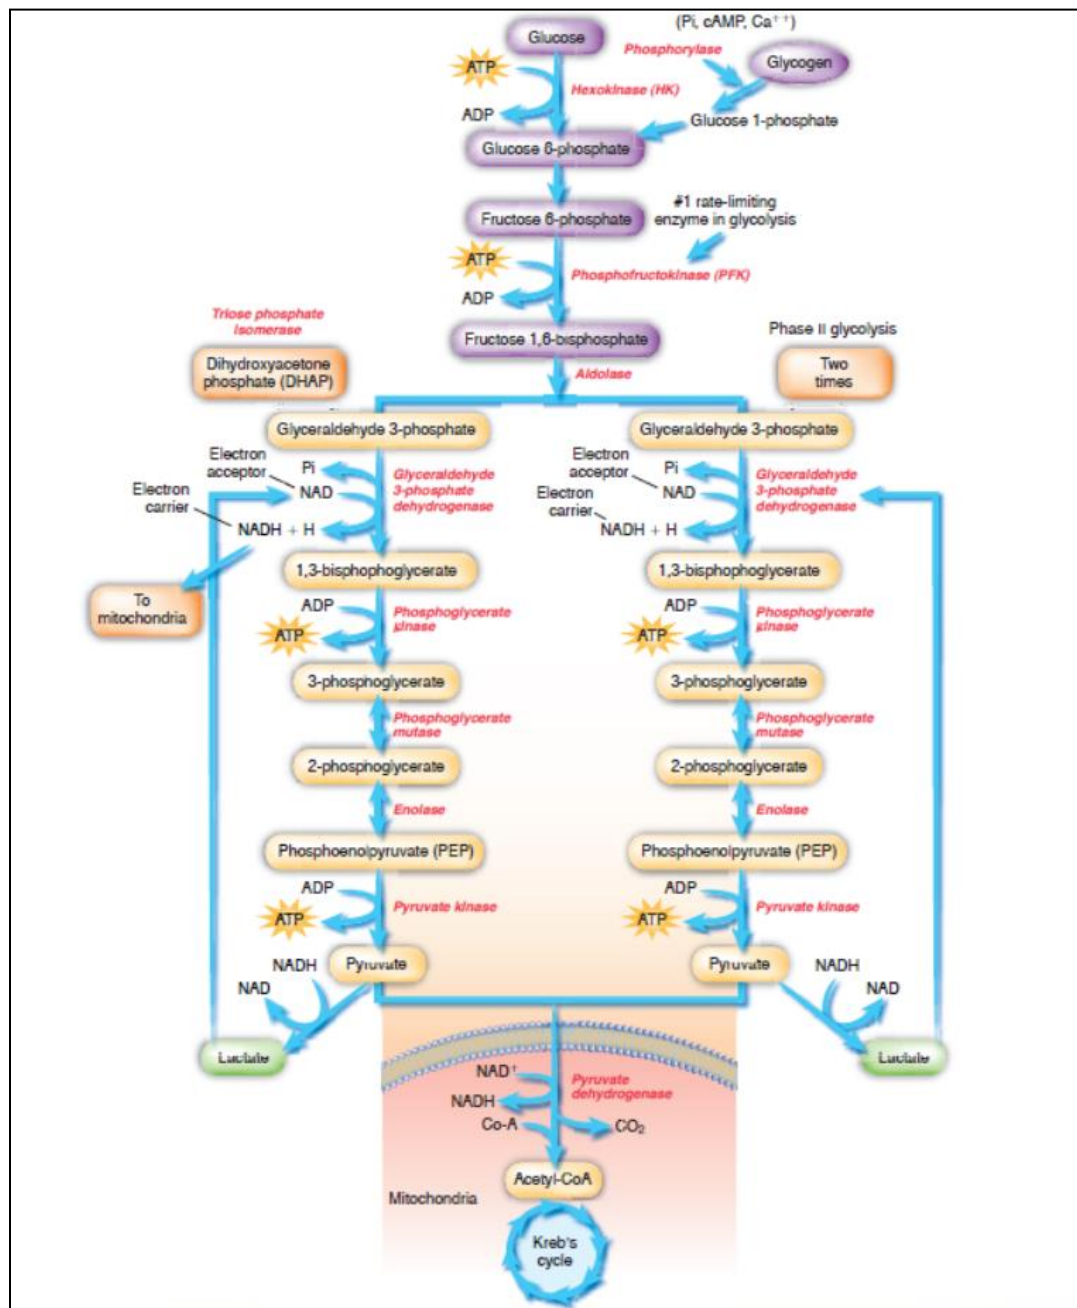 (Pi, cAMP, Ca++)
Glucose
Phosphorylase
Glycogen
ATP
Hexokinase (HK)
ADP
Glucose 1-phosphate
Glucose 6-phosphate
#1 rate-limiting
enzyme in glycolysis
Fructose 6-phosphate
ATP
Phosphofructokinase (PFK)
ADP
Triose phosphate
isomerase
Phase II glycolysis
Fructose 1,6-bisphosphate
Dihydroxyacetone
phosphate (DHAP)
Aldolase
Two
times
Glyceraldehyde 3-phosphate
Electron
acceptor
Pi
NAD
Glyceraldehyde
3-phosphate
dehydrogenase
Electron
carrier
NADH + H
To
mitochondria
1,3-bisphophoglycerate
ADP
ATP
Phosphoglycerate
kinase
3-phosphoglycerate
Phosphoglycerate
mutase
2-phosphoglycerate
Enolase
Phosphoenolpyruvate (PEP)
ADP
ATP
Pyruvate kinase
Pyruvate
NADH
NAD
Lactate
Glyceraldehyde 3-phosphate
Electron
acceptor
Pi
NAD
Glyceraldehyde
3-phosphate
dehydrogenase
Electron
carrier
NADH + H
1,3-bisphophoglycerate
ADP
ATP
Phosphoglycerate
kinase
3-phosphoglycerate
Phosphoglycerate
mutase
2-phosphoglycerate
Enolase
Phosphoenolpyruvate (PEP)
ADP
ATP
Pyruvate kinase
Pyruvate
NADH
NAD
Lactate
NAD+
Pyruvate
dehydrogenase
NADH
Co-A
CO2
Acetyl-CoA
Mitochondria
Kreb's
cycle